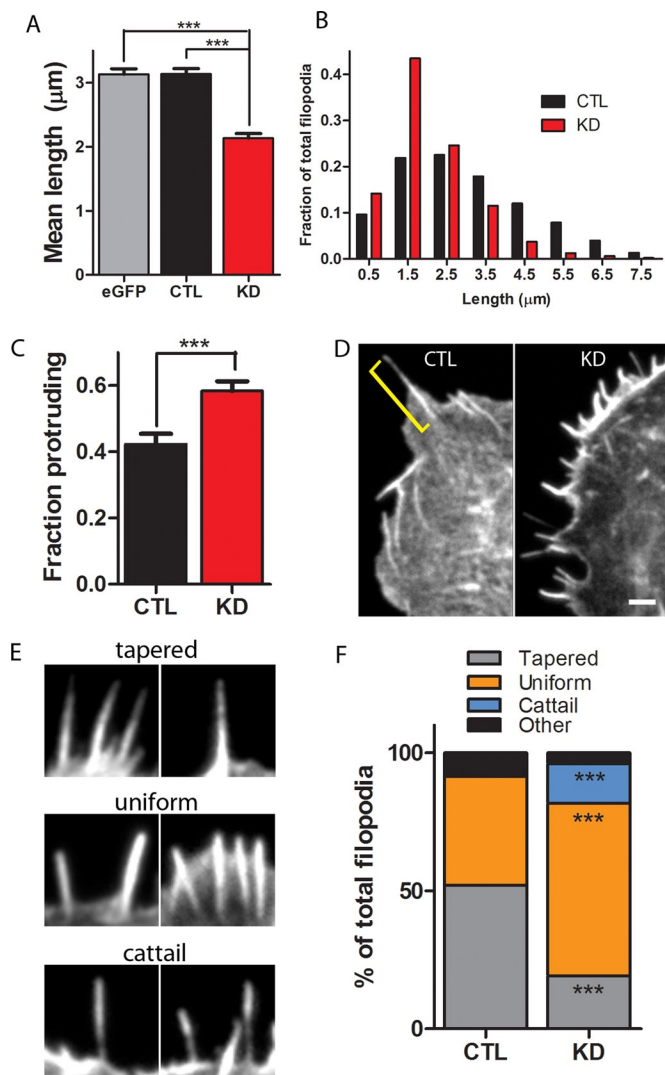 A
***
***
Mean length (μm)
3
2
1
0
eGFP CTL KD
B
CTL
KD
Fraction of total filopodia
0.4
0.3
0.2
0.1
0.0
0.5 1.5 2.5 3.5 4.5 5.5 6.5 7.5
Length (μm)
C
***
Fraction protruding
0.6
0.4
0.2
0.0
CTL KD
D
CTL KD
E
tapered
uniform
cattail
F
Tapered
Uniform
Cattail
Other
% of total filopodia
100
50
0
***
***
***
CTL KD